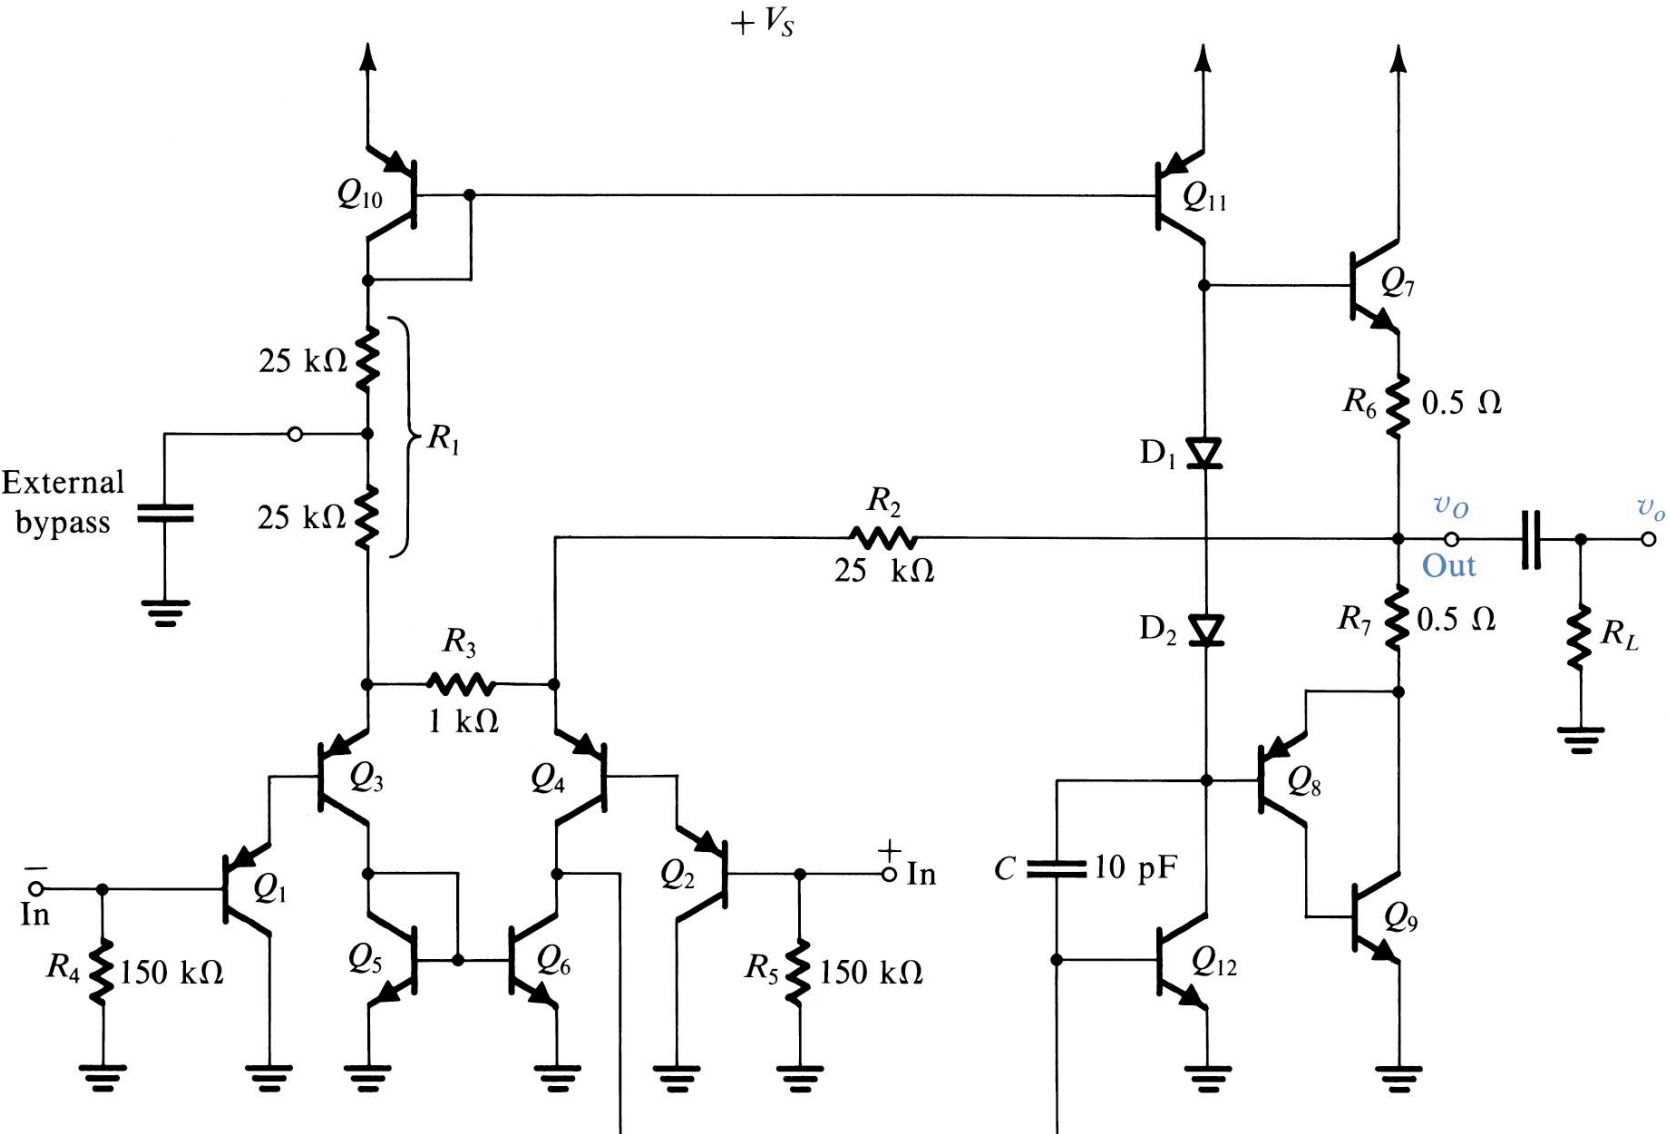 + V_S
Q_10
Q_11
Q_7
25 kΩ
R_1
R_6 0.5 Ω
D_1
External
bypass
25 kΩ
R_2
25 kΩ
v_O
v_o
Out
R_3
1 kΩ
D_2
R_7 0.5 Ω
R_L
Q_3
Q_4
Q_8
−
In
Q_1
Q_2
+
In
C 10 pF
Q_9
R_4 150 kΩ
Q_5
Q_6
R_5 150 kΩ
Q_12